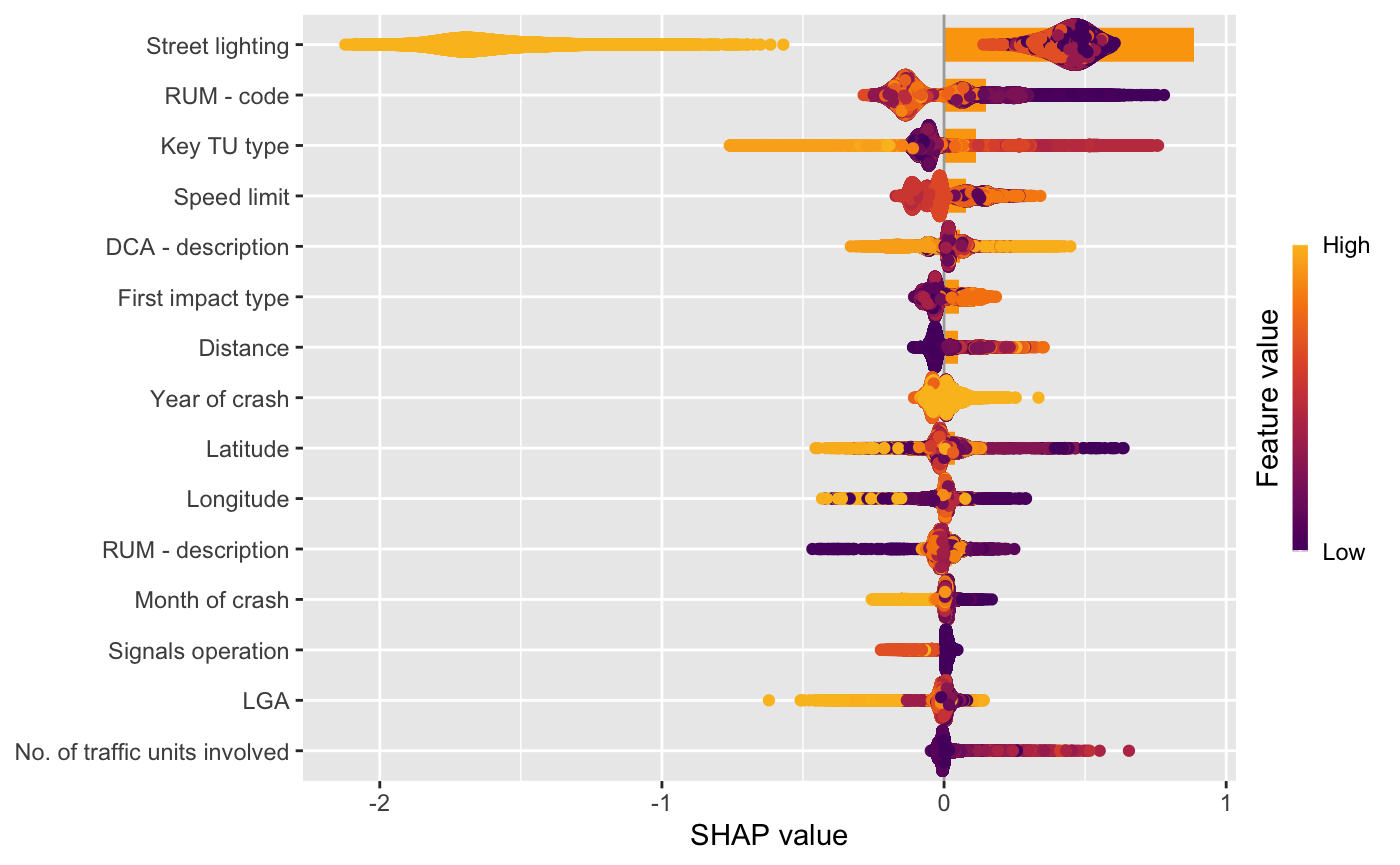 Street lighting
RUM - code
Key TU type
Speed limit
DCA - description
First impact type
Distance
Year of crash
Latitude
Longitude
RUM - description
Month of crash
Signals operation
LGA
No. of traffic units involved
-2
-1
0
1
SHAP value
Feature value
High
Low